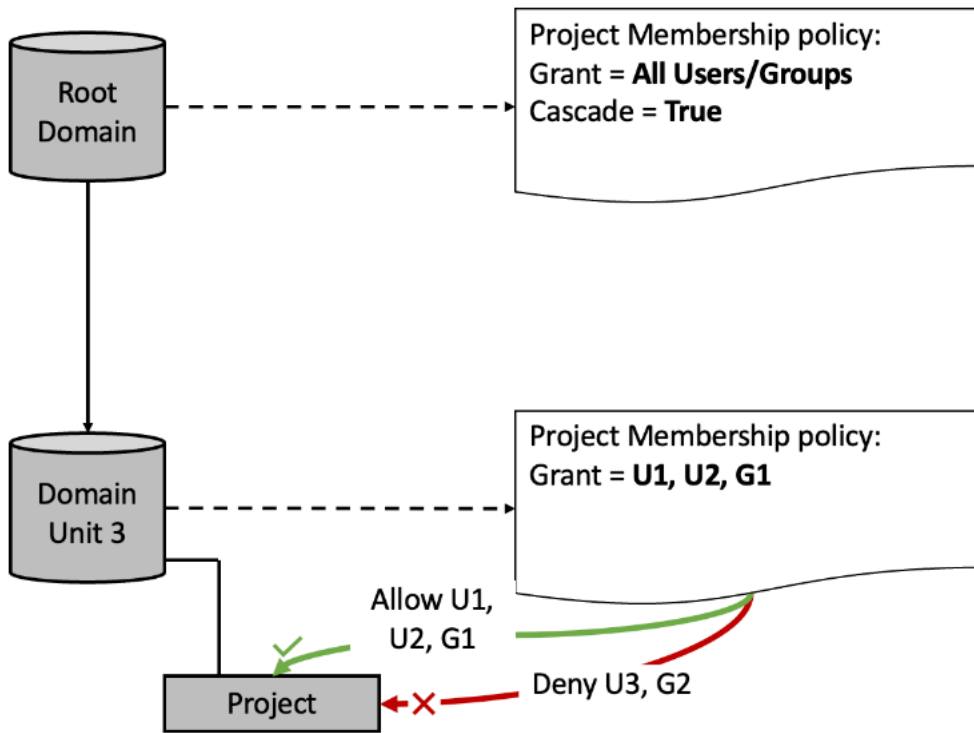 Root
Domain
Project Membership policy:
Grant = All Users/Groups
Cascade = True
Domain
Unit 3
Project Membership policy:
Grant = U1, U2, G1
Allow U1,
U2, G1
Deny U3, G2
Project